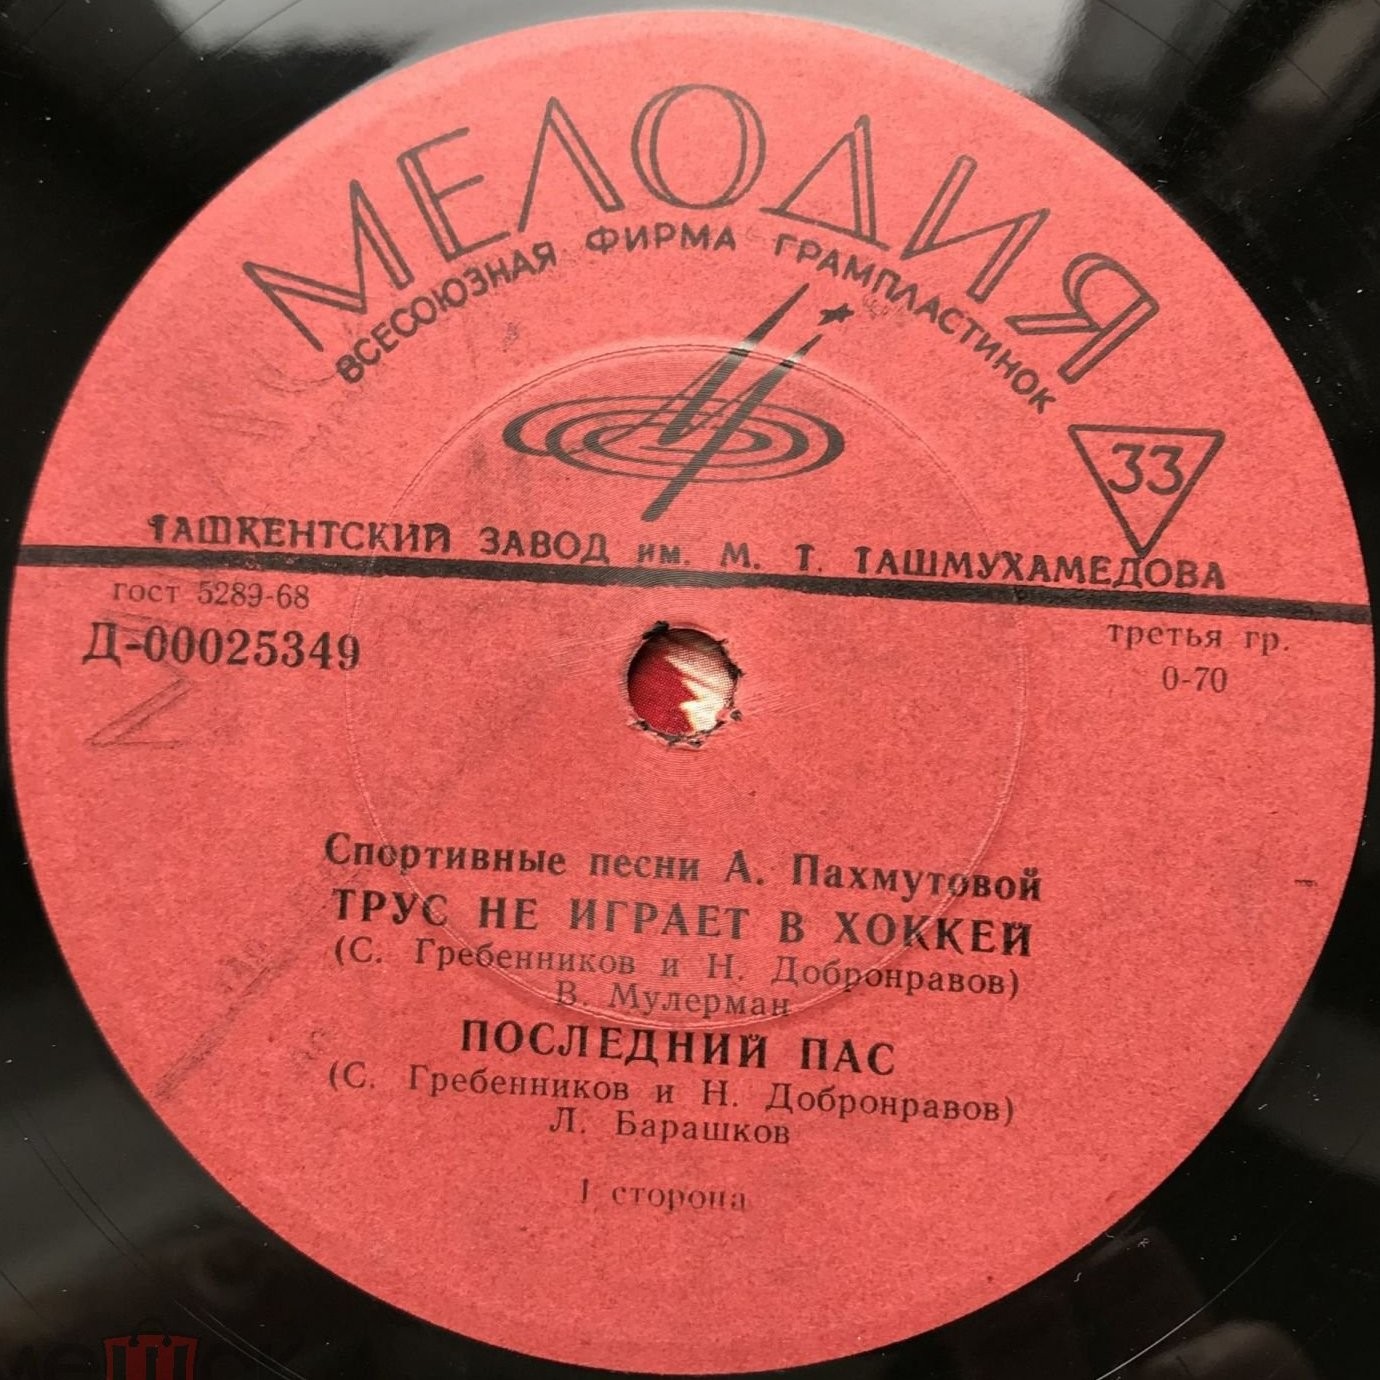 МЕЛОДИЯ
ВСЕСОЮЗНАЯ ФИРМА ГРАМПЛАСТИНОК
33
ТАШКЕНТСКИЙ ЗАВОД им. М. Т. ТАШМУХАМЕДОВА
гост 5289-68
Д-00025349
третья гр.
0-70
Спортивные песни А. Пахмутовой
ТРУС НЕ ИГРАЕТ В ХОККЕЙ
(С. Гребенников и Н. Добронравов)
В. Мулерман
ПОСЛЕДНИЙ ПАС
(С. Гребенников и Н. Добронравов)
Л. Барашков
I сторона